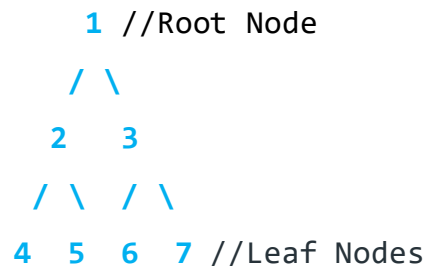 1 //Root Node
/ \
2 3
/ \ / \
4 5 6 7 //Leaf Nodes